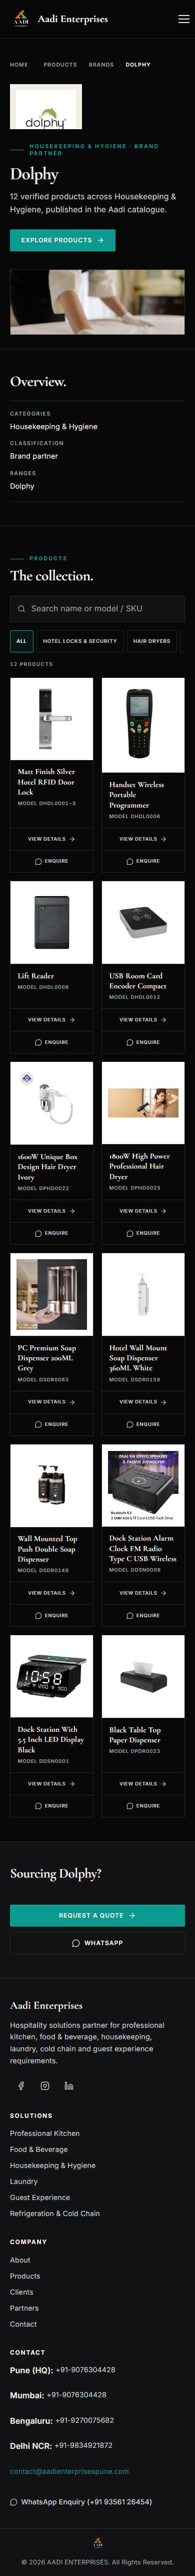 AADI
Aadi Enterprises
HOME PRODUCTS BRANDS DOLPHY
dolphy
HOUSEKEEPING & HYGIENE · BRAND
PARTNER
Dolphy
12 verified products across Housekeeping &
Hygiene, published in the Aadi catalogue.
EXPLORE PRODUCTS →
Overview.
CATEGORIES
Housekeeping & Hygiene
CLASSIFICATION
Brand partner
RANGES
Dolphy
PRODUCTS
The collection.
Search name or model / SKU
ALL HOTEL LOCKS & SECURITY HAIR DRYERS
12 PRODUCTS
Matt Finish Silver
Hotel RFID Door
Lock
MODEL DHDL0001-S
VIEW DETAILS →
ENQUIRE
Handset Wireless
Portable
Programmer
MODEL DHDL0006
VIEW DETAILS →
ENQUIRE
Lift Reader
MODEL DHDL0008
VIEW DETAILS →
ENQUIRE
USB Room Card
Encoder Compact
MODEL DHDL0012
VIEW DETAILS →
ENQUIRE
1600W Unique Box
Design Hair Dryer
Ivory
MODEL DPHD0022
VIEW DETAILS →
ENQUIRE
1800W High Power
Professional Hair
Dryer
MODEL DPHD0025
VIEW DETAILS →
ENQUIRE
PC Premium Soap
Dispenser 200ML
Grey
MODEL DSDR0083
VIEW DETAILS →
ENQUIRE
Hotel Wall Mount
Soap Dispenser
360ML White
MODEL DSDR0159
VIEW DETAILS →
ENQUIRE
Wall Mounted Top
Push Double Soap
Dispenser
MODEL DSDR0149
VIEW DETAILS →
ENQUIRE
DUAL 5W STEREO SPEAKERS
& PASSIVE SUBWOOFER
Dock Station Alarm
Clock FM Radio
Type C USB Wireless
MODEL DDSN0008
VIEW DETAILS →
ENQUIRE
Dock Station With
5.5 Inch LED Display
Black
MODEL DDSN0001
VIEW DETAILS →
ENQUIRE
Black Table Top
Paper Dispenser
MODEL DPDR0023
VIEW DETAILS →
ENQUIRE
Sourcing Dolphy?
REQUEST A QUOTE →
WHATSAPP
Aadi Enterprises
Hospitality solutions partner for professional
kitchen, food & beverage, housekeeping,
laundry, cold chain and guest experience
requirements.
SOLUTIONS
Professional Kitchen
Food & Beverage
Housekeeping & Hygiene
Laundry
Guest Experience
Refrigeration & Cold Chain
COMPANY
About
Products
Clients
Partners
Contact
CONTACT
Pune (HQ): +91-9076304428
Mumbai: +91-9076304428
Bengaluru: +91-9270075682
Delhi NCR: +91-9834921872
contact@aadienterprisespune.com
WhatsApp Enquiry (+91 93561 26454)
© 2026 AADI ENTERPRISES. All Rights Reserved.